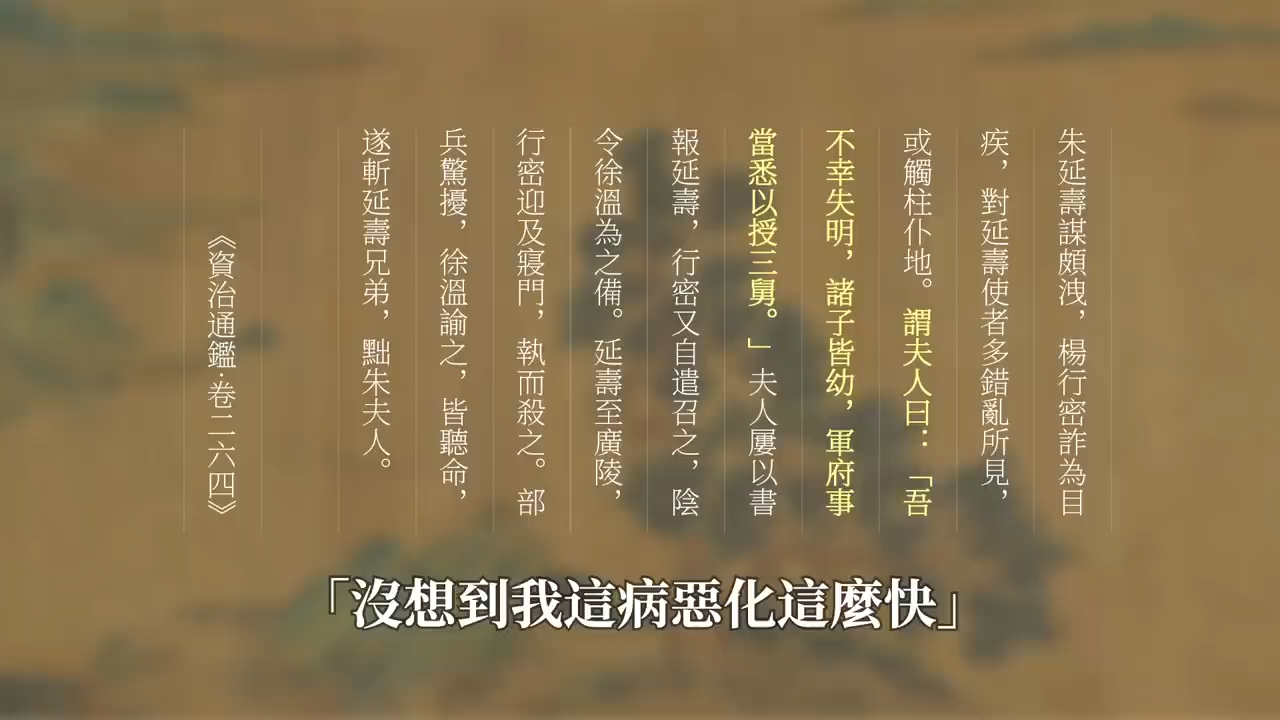 朱延壽謀頗洩，楊行密詐為目
疾，對延壽使者多錯亂所見，
或觸柱仆地。謂夫人曰：「吾
不幸失明，諸子皆幼，軍府事
當悉以授三舅。」夫人屢以書
報延壽，行密又自遣召之，陰
令徐溫為之備。延壽至廣陵，
行密迎及寢門，執而殺之。部
兵驚擾，徐溫諭之，皆聽命，
遂斬延壽兄弟，黜朱夫人。
《資治通鑑·卷二六四》
「沒想到我這病惡化這麼快」